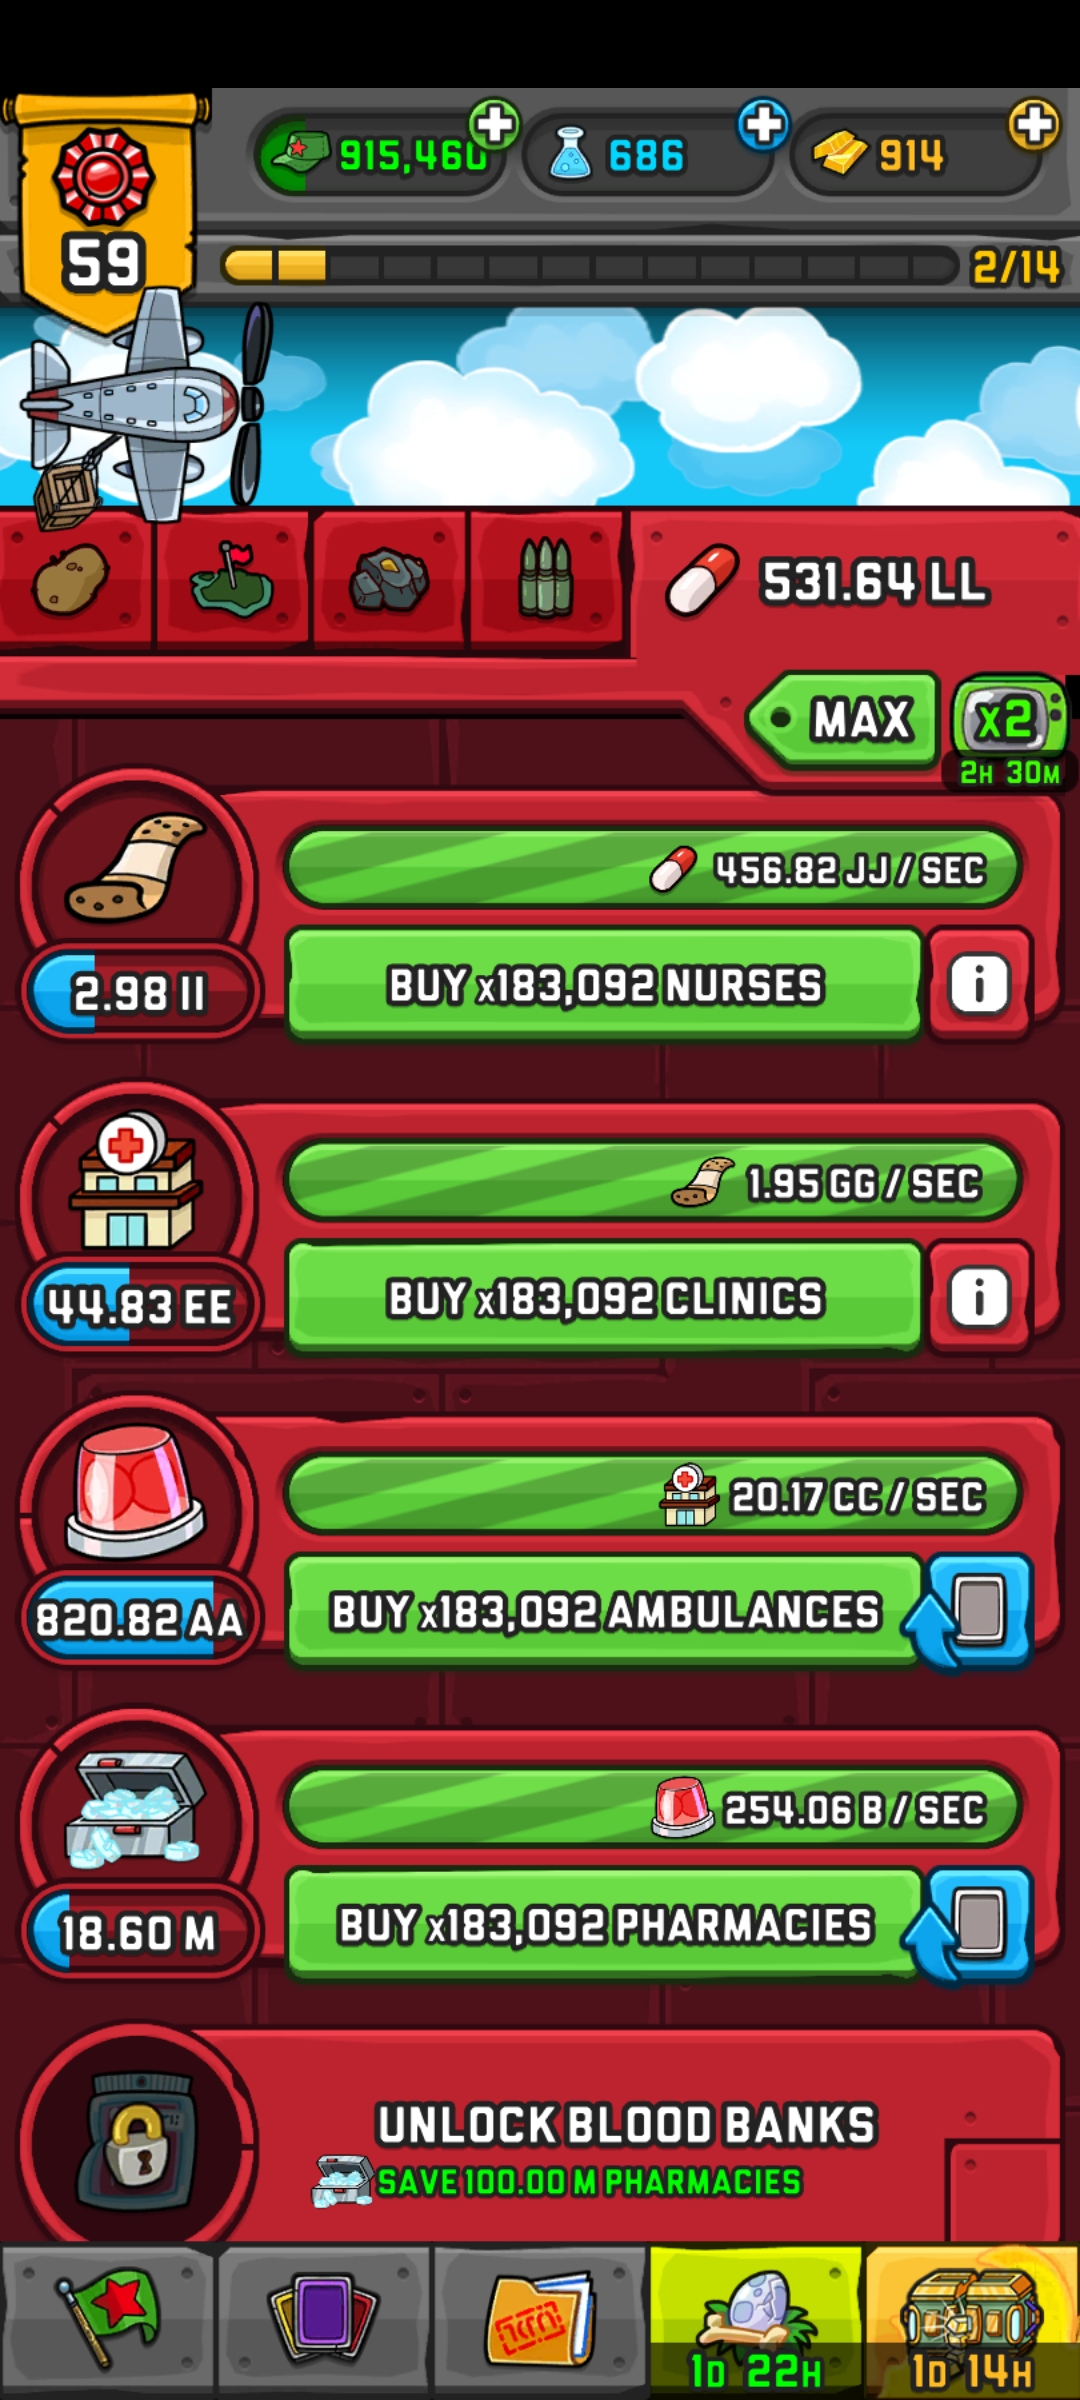 915,460
686
914
59
2/14
531.64 LL
MAX
x2
2H 30M
456.82 JJ / SEC
2.98 II
BUY x183,092 NURSES
i
1.95 GG / SEC
44.83 EE
BUY x183,092 CLINICS
i
20.17 CC / SEC
820.82 AA
BUY x183,092 AMBULANCES
254.06 B / SEC
18.60 M
BUY x183,092 PHARMACIES
UNLOCK BLOOD BANKS
SAVE 100.00 M PHARMACIES
1D 22H
1D 14H